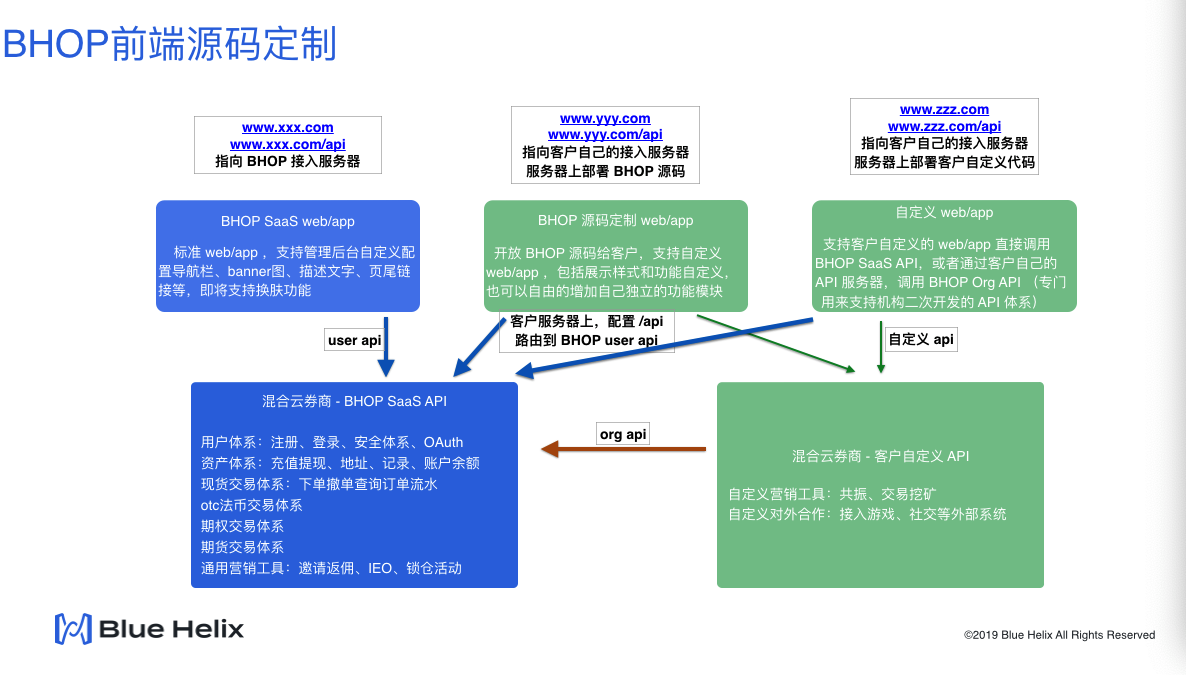 BHOP前端源码定制
www.xxx.com
www.xxx.com/api
指向 BHOP 接入服务器
www.yyy.com
www.yyy.com/api
指向客户自己的接入服务器
服务器上部署 BHOP 源码
www.zzz.com
www.zzz.com/api
指向客户自己的接入服务器
服务器上部署客户自定义代码
BHOP SaaS web/app
标准 web/app ，支持管理后台自定义配
置导航栏、banner图、描述文字、页尾链
接等，即将支持换肤功能
BHOP 源码定制 web/app
开放 BHOP 源码给客户，支持自定义
web/app ，包括展示样式和功能自定义，
也可以自由的增加自己独立的功能模块
自定义 web/app
支持客户自定义的 web/app 直接调用
BHOP SaaS API，或者通过客户自己的
API 服务器，调用 BHOP Org API （专门
用来支持机构二次开发的 API 体系）
user api
客户服务器上，配置 /api
路由到 BHOP user api
自定义 api
混合云券商 - BHOP SaaS API
用户体系：注册、登录、安全体系、OAuth
资产体系：充值提现、地址、记录、账户余额
现货交易体系：下单撤单查询订单流水
otc法币交易体系
期权交易体系
期货交易体系
通用营销工具：邀请返佣、IEO、锁仓活动
org api
混合云券商 - 客户自定义 API
自定义营销工具：共振、交易挖矿
自定义对外合作：接入游戏、社交等外部系统
Blue Helix
©2019 Blue Helix All Rights Reserved